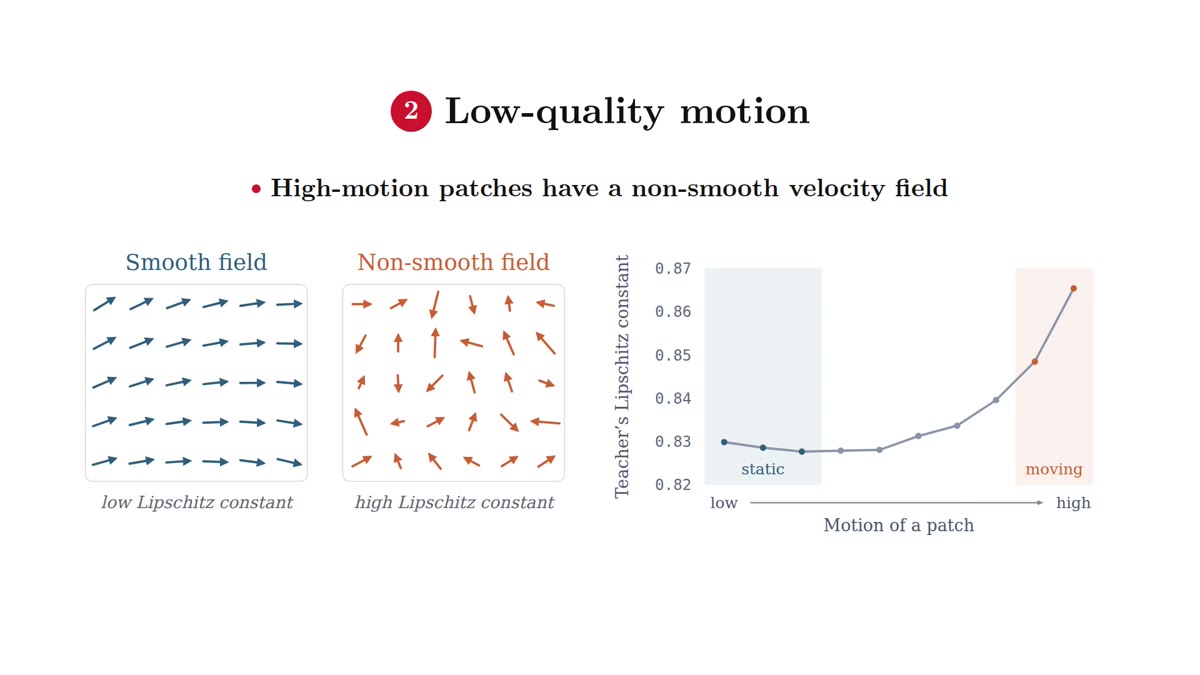 2 Low-quality motion
• High-motion patches have a non-smooth velocity field
Smooth field
low Lipschitz constant
Non-smooth field
high Lipschitz constant
Teacher's Lipschitz constant
0.87
0.86
0.85
0.84
0.83
0.82
static
moving
low
high
Motion of a patch